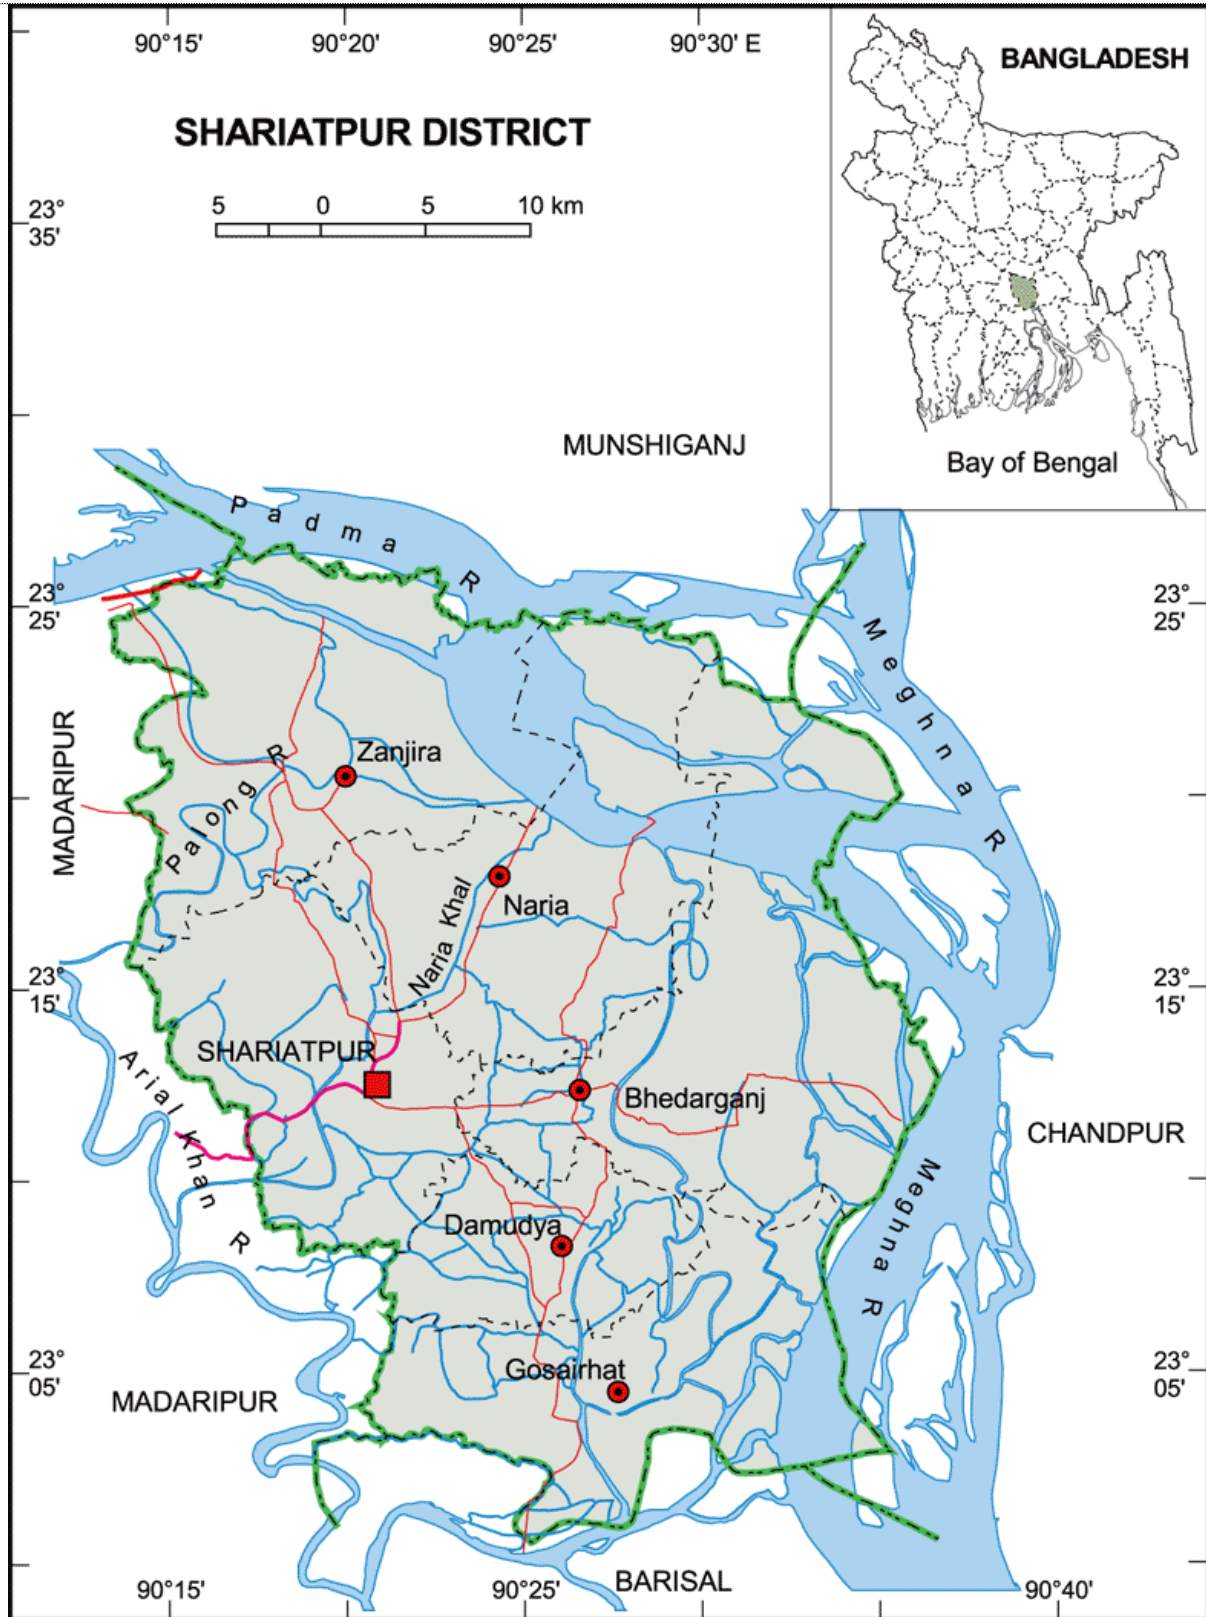 90°15'
90°20'
90°25'
90°30' E
BANGLADESH
SHARIATPUR DISTRICT
5 0 5 10 km
23°
35'
MUNSHIGANJ
Bay of Bengal
Padma R
23°
25'
23°
25'
Meghna R
MADARIPUR
Zanjira
Palong R
Naria
Naria Khal
23°
15'
23°
15'
SHARIATPUR
Arial Khan R
Bhedarganj
CHANDPUR
Meghna R
Damudya
23°
05'
Gosairhat
23°
05'
MADARIPUR
BARISAL
90°15'
90°25'
90°40'